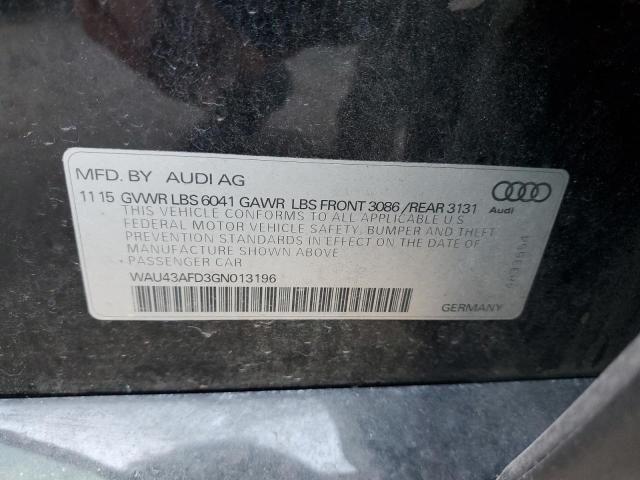 MFD. BY AUDI AG
11 15 GVWR LBS 6041 GAWR LBS FRONT 3086 /REAR 3131
THIS VEHICLE CONFORMS TO ALL APPLICABLE U.S
FEDERAL MOTOR VEHICLE SAFETY, BUMPER AND THEFT
PREVENTION STANDARDS IN EFFECT ON THE DATE OF
MANUFACTURE SHOWN ABOVE
PASSENGER CAR
WAU43AFD3GN013196
Audi
GERMANY